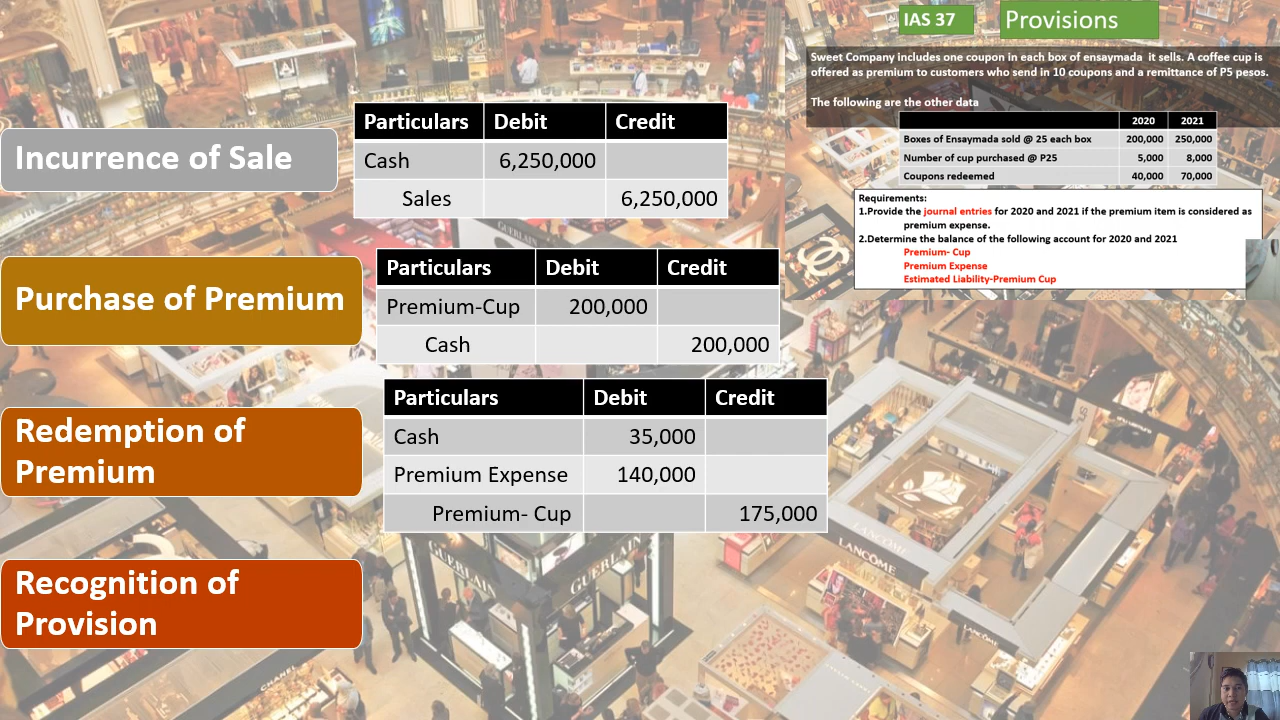 IAS 37
Provisions
Sweet Company includes one coupon in each box of ensaymada it sells. A coffee cup is
offered as premium to customers who send in 10 coupons and a remittance of P5 pesos.
The following are the other data
2020 2021
Boxes of Ensaymada sold @ 25 each box 200,000 250,000
Number of cup purchased @ P25 5,000 8,000
Coupons redeemed 40,000 70,000
Requirements:
1.Provide the journal entries for 2020 and 2021 if the premium item is considered as
premium expense.
2.Determine the balance of the following account for 2020 and 2021
Premium- Cup
Premium Expense
Estimated Liability-Premium Cup
Incurrence of Sale
Particulars Debit Credit
Cash 6,250,000
Sales 6,250,000
Purchase of Premium
Particulars Debit Credit
Premium-Cup 200,000
Cash 200,000
Redemption of
Premium
Particulars Debit Credit
Cash 35,000
Premium Expense 140,000
Premium- Cup 175,000
Recognition of
Provision
GUERLAIN
GUERLAIN
GUERLAIN
LANCÔME
LANCÔME
LANCÔME
CHANEL